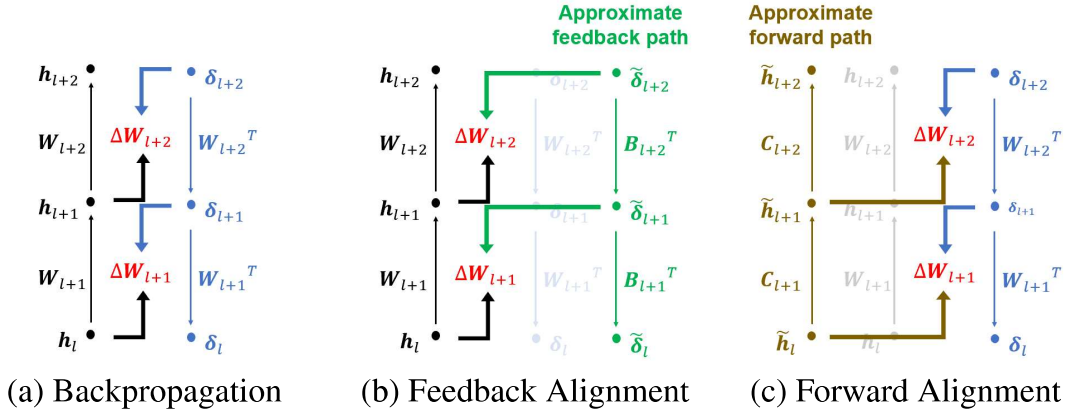 h_{l+2}
δ_{l+2}
W_{l+2}
ΔW_{l+2}
W_{l+2}^T
h_{l+1}
δ_{l+1}
W_{l+1}
ΔW_{l+1}
W_{l+1}^T
h_l
δ_l
(a) Backpropagation
Approximate
feedback path
h_{l+2}
δ_{l+2}
δ̃_{l+2}
W_{l+2}
ΔW_{l+2}
W_{l+2}^T
B_{l+2}^T
h_{l+1}
δ_{l+1}
δ̃_{l+1}
W_{l+1}
ΔW_{l+1}
W_{l+1}^T
B_{l+1}^T
h_l
δ_l
δ̃_l
(b) Feedback Alignment
Approximate
forward path
h̃_{l+2}
h_{l+2}
δ_{l+2}
C_{l+2}
W_{l+2}
ΔW_{l+2}
W_{l+2}^T
h̃_{l+1}
h_{l+1}
δ_{l+1}
C_{l+1}
W_{l+1}
ΔW_{l+1}
W_{l+1}^T
h̃_l
h_l
δ_l
(c) Forward Alignment